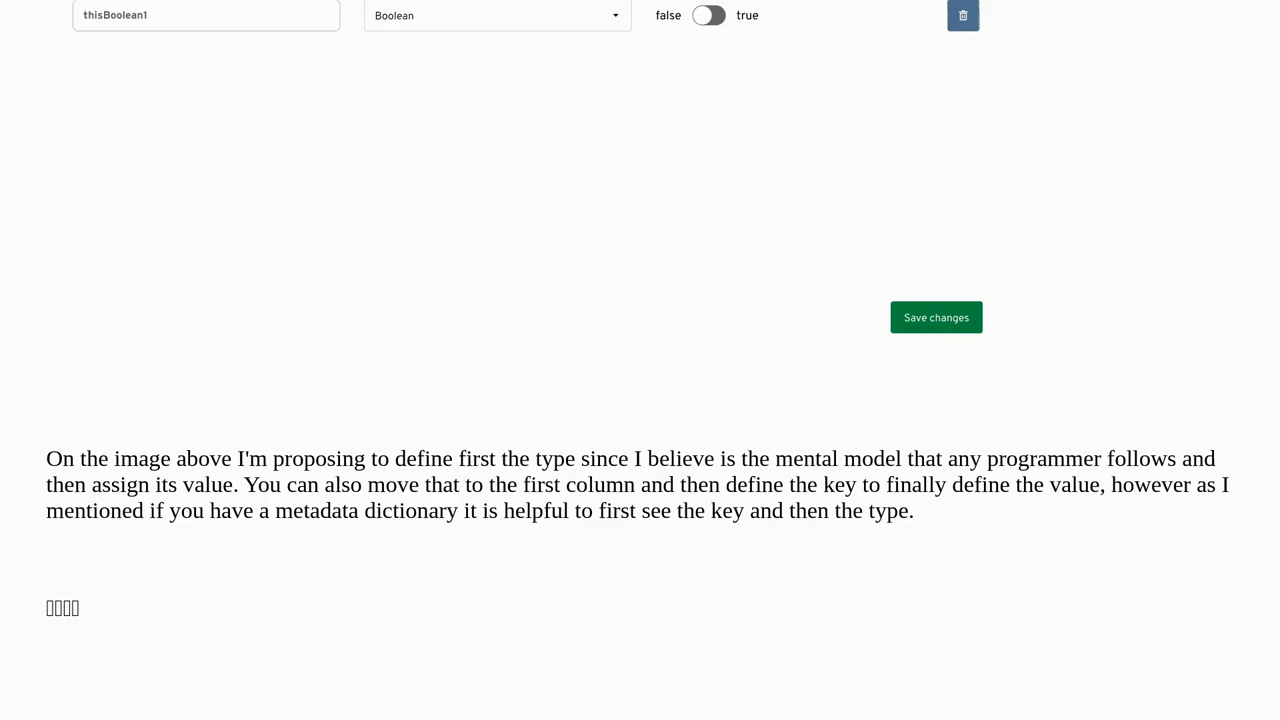 thisBoolean1 Boolean false true
Save changes
On the image above I'm proposing to define first the type since I believe is the mental model that any programmer follows and
then assign its value. You can also move that to the first column and then define the key to finally define the value, however as I
mentioned if you have a metadata dictionary it is helpful to first see the key and then the type.